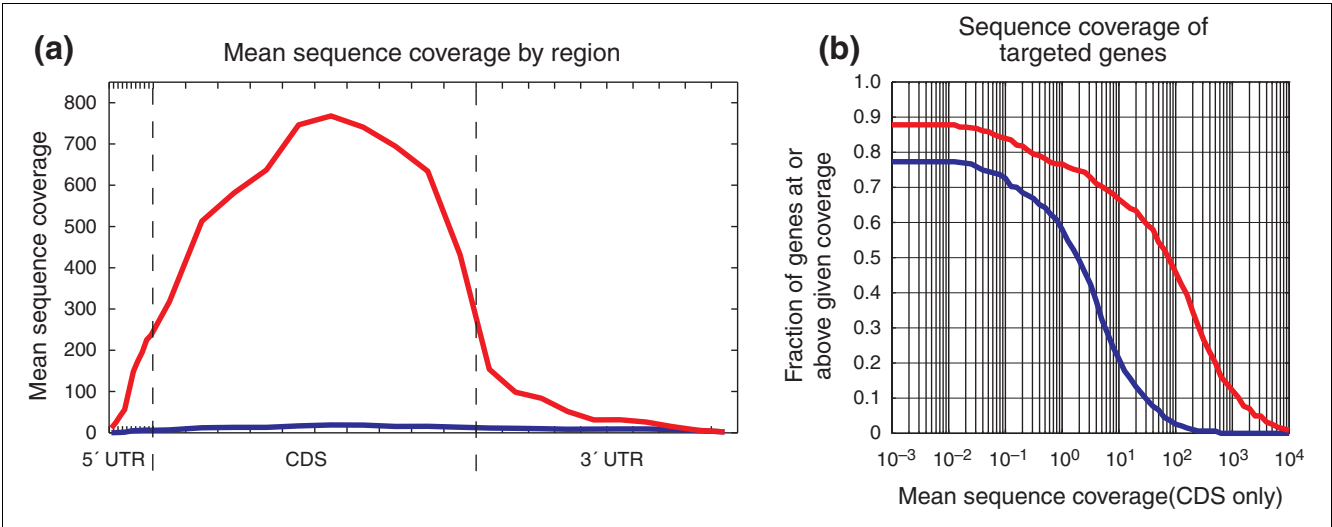 (a)
Mean sequence coverage by region
Mean sequence coverage
800
700
600
500
400
300
200
100
0
5´ UTR
CDS
3´ UTR
(b)
Sequence coverage of
targeted genes
Fraction of genes at or
above given coverage
1.0
0.9
0.8
0.7
0.6
0.5
0.4
0.3
0.2
0.1
0
10⁻³ 10⁻² 10⁻¹ 10⁰ 10¹ 10² 10³ 10⁴
Mean sequence coverage(CDS only)